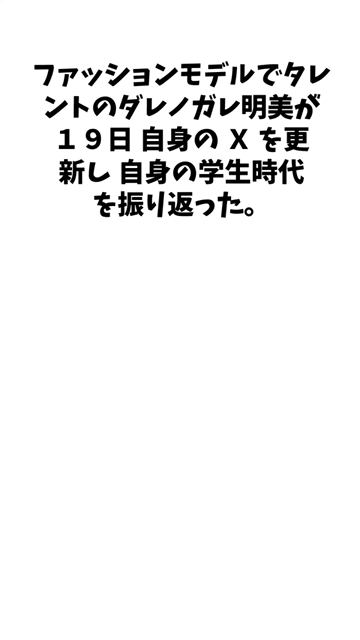 ファッションモデルでタレ
ントのダレノガレ明美が
１９日 自身の X を更
新し 自身の学生時代
を振り返った。